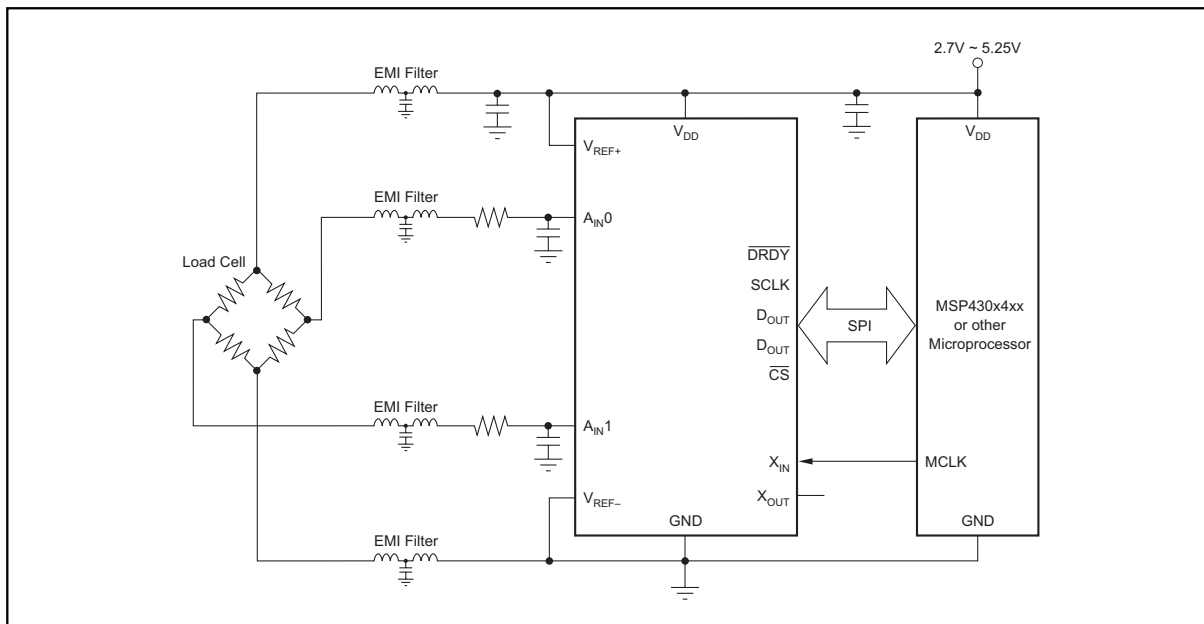 2.7V ~ 5.25V
EMI Filter
VDD
VDD
VREF+
EMI Filter
AIN0
Load Cell
DRDY
SCLK
DOUT
DOUT
CS
SPI
MSP430x4xx
or other
Microprocessor
EMI Filter
AIN1
XIN
MCLK
VREF–
XOUT
GND
GND
EMI Filter